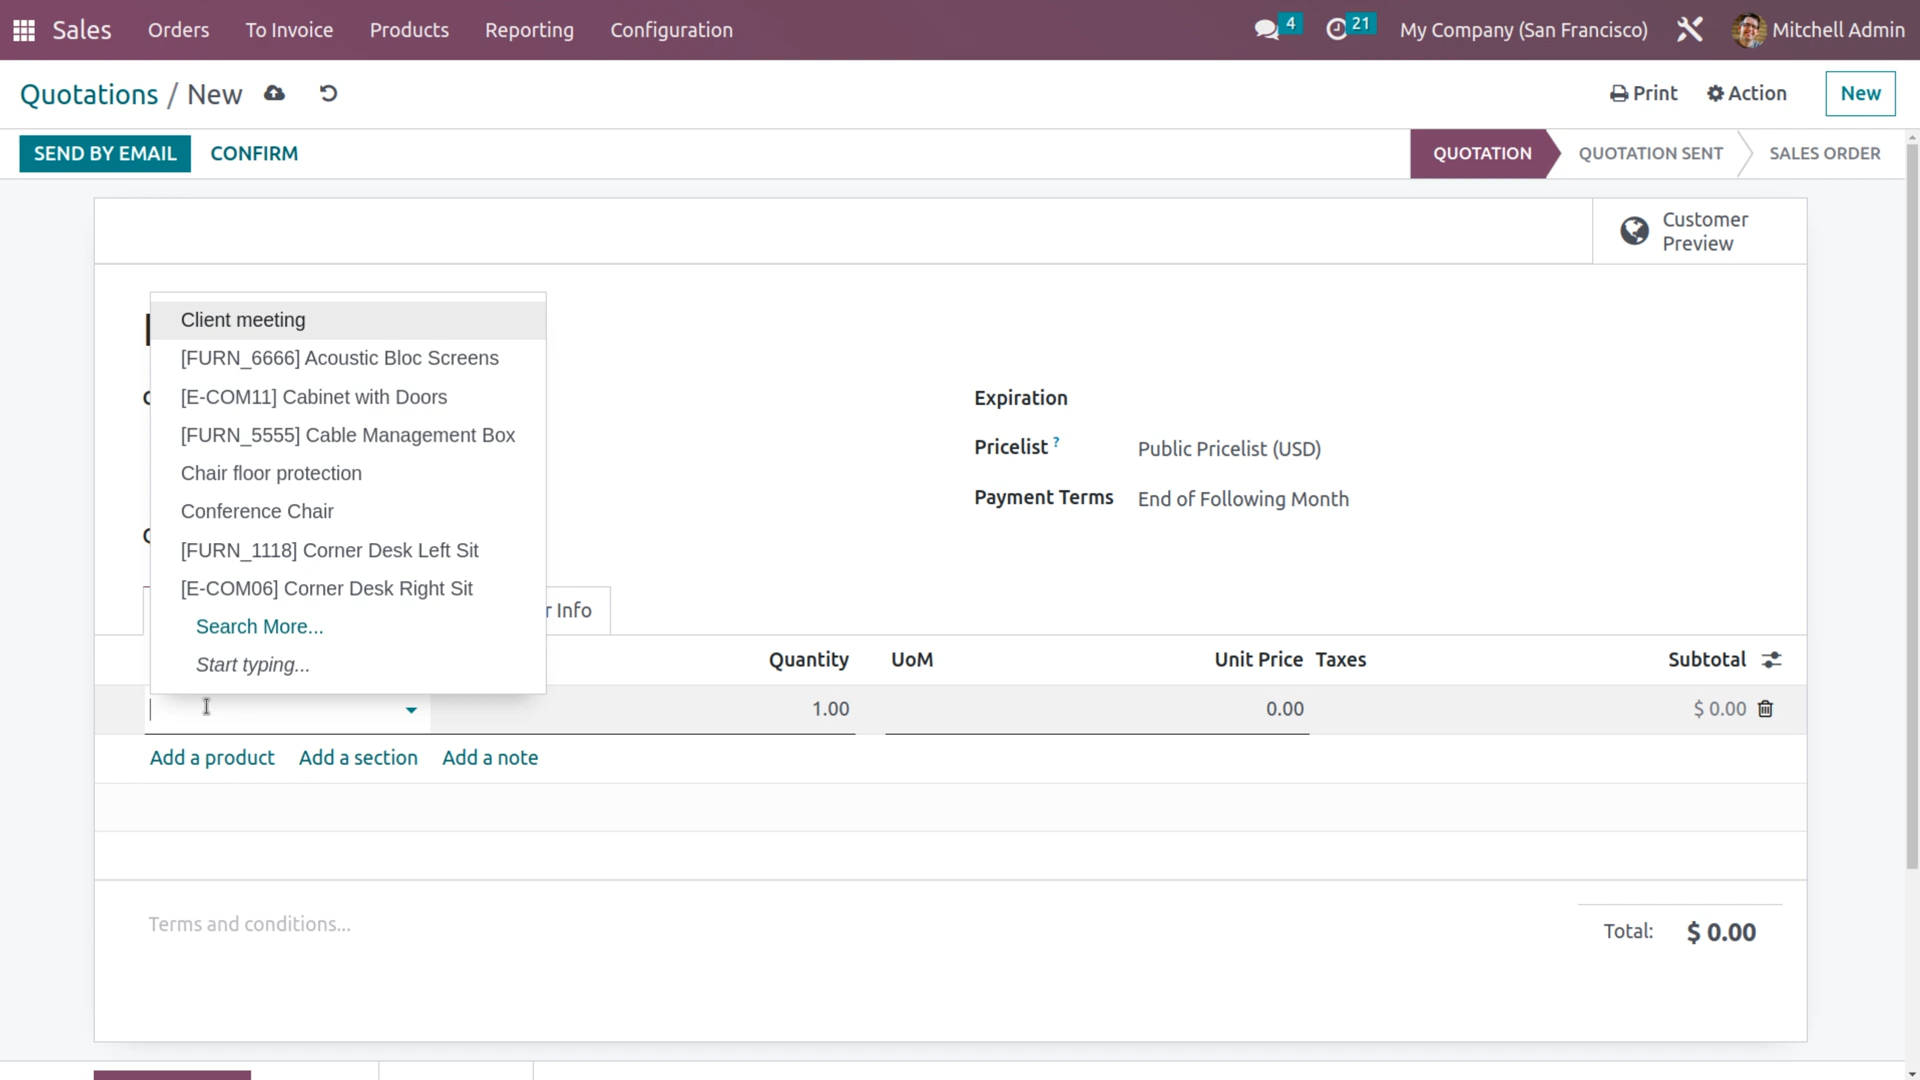 Sales Orders To Invoice Products Reporting Configuration 4 21 My Company (San Francisco) Mitchell Admin
Quotations / New Print Action New
SEND BY EMAIL CONFIRM QUOTATION QUOTATION SENT SALES ORDER
Customer
Preview
Client meeting
[FURN_6666] Acoustic Bloc Screens
[E-COM11] Cabinet with Doors
[FURN_5555] Cable Management Box
Chair floor protection
Conference Chair
[FURN_1118] Corner Desk Left Sit
[E-COM06] Corner Desk Right Sit
Search More...
Start typing...
Expiration
Pricelist ? Public Pricelist (USD)
Payment Terms End of Following Month
r Info
Quantity UoM Unit Price Taxes Subtotal
1.00 0.00 $ 0.00
Add a product Add a section Add a note
Terms and conditions...
Total: $ 0.00